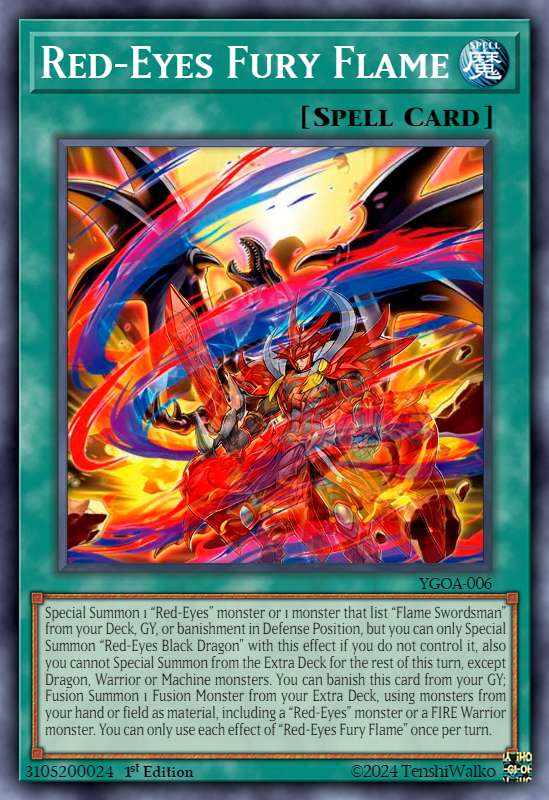 RED-EYES FURY FLAME
SPELL
魔
[SPELL CARD]
YGOA-006
Special Summon 1 “Red-Eyes” monster or 1 monster that list “Flame Swordsman”
from your Deck, GY, or banishment in Defense Position, but you can only Special
Summon “Red-Eyes Black Dragon” with this effect if you do not control it, also
you cannot Special Summon from the Extra Deck for the rest of this turn, except
Dragon, Warrior or Machine monsters. You can banish this card from your GY;
Fusion Summon 1 Fusion Monster from your Extra Deck, using monsters from
your hand or field as material, including a “Red-Eyes” monster or a FIRE Warrior
monster. You can only use each effect of “Red-Eyes Fury Flame” once per turn.
3105200024 1st Edition ©2024 TenshiWalko